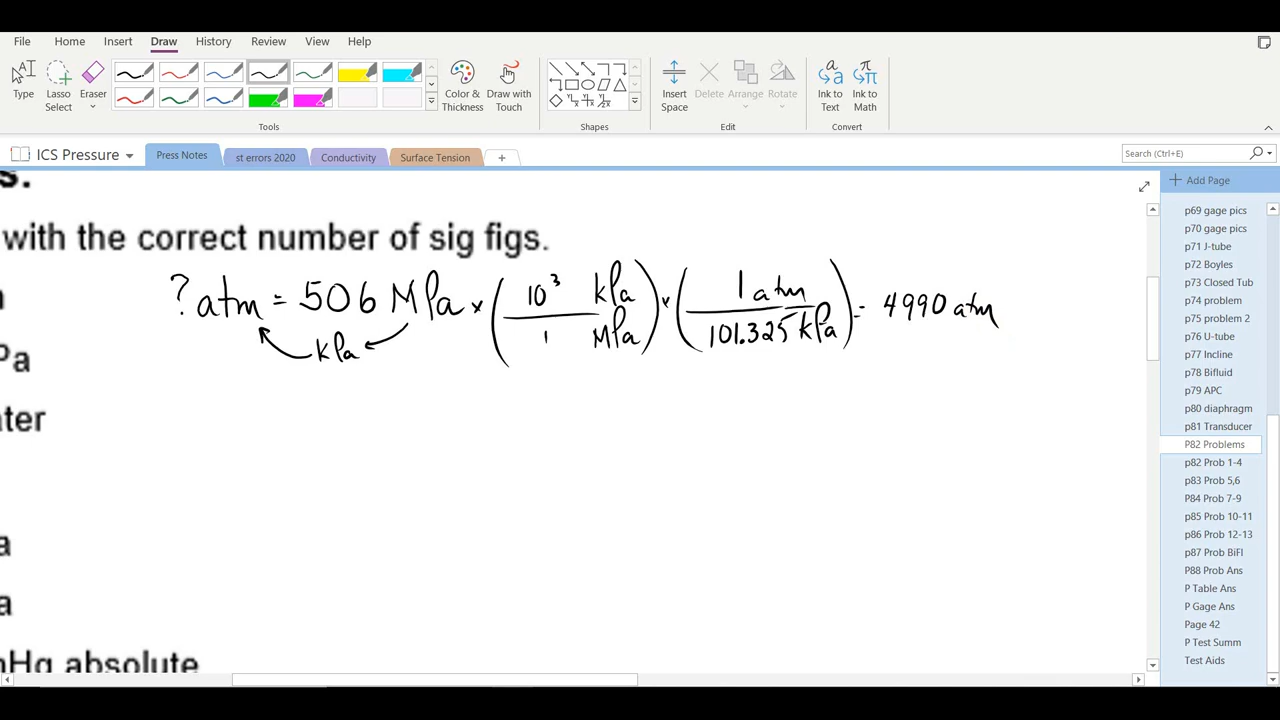 File Home Insert Draw History Review View Help
Type Lasso Select Eraser Color & Thickness Draw with Touch Insert Space Delete Arrange Rotate Ink to Text Ink to Math
Tools Shapes Edit Convert
ICS Pressure Press Notes st errors 2020 Conductivity Surface Tension + Search (Ctrl+E)
Add Page
s.
with the correct number of sig figs.
? atm = 506 MPa × (10³ kPa / 1 MPa) × (1 atm / 101.325 kPa) = 4990 atm
kPa
Pa
ater
a
a
nHg absolute
p69 gage pics
p70 gage pics
p71 J-tube
p72 Boyles
p73 Closed Tub
p74 problem
p75 problem 2
p76 U-tube
p77 Incline
p78 Bifluid
p79 APC
p80 diaphragm
p81 Transducer
P82 Problems
p82 Prob 1-4
p83 Prob 5,6
P84 Prob 7-9
p85 Prob 10-11
p86 Prob 12-13
p87 Prob BiFl
P88 Prob Ans
P Table Ans
P Gage Ans
Page 42
P Test Summ
Test Aids